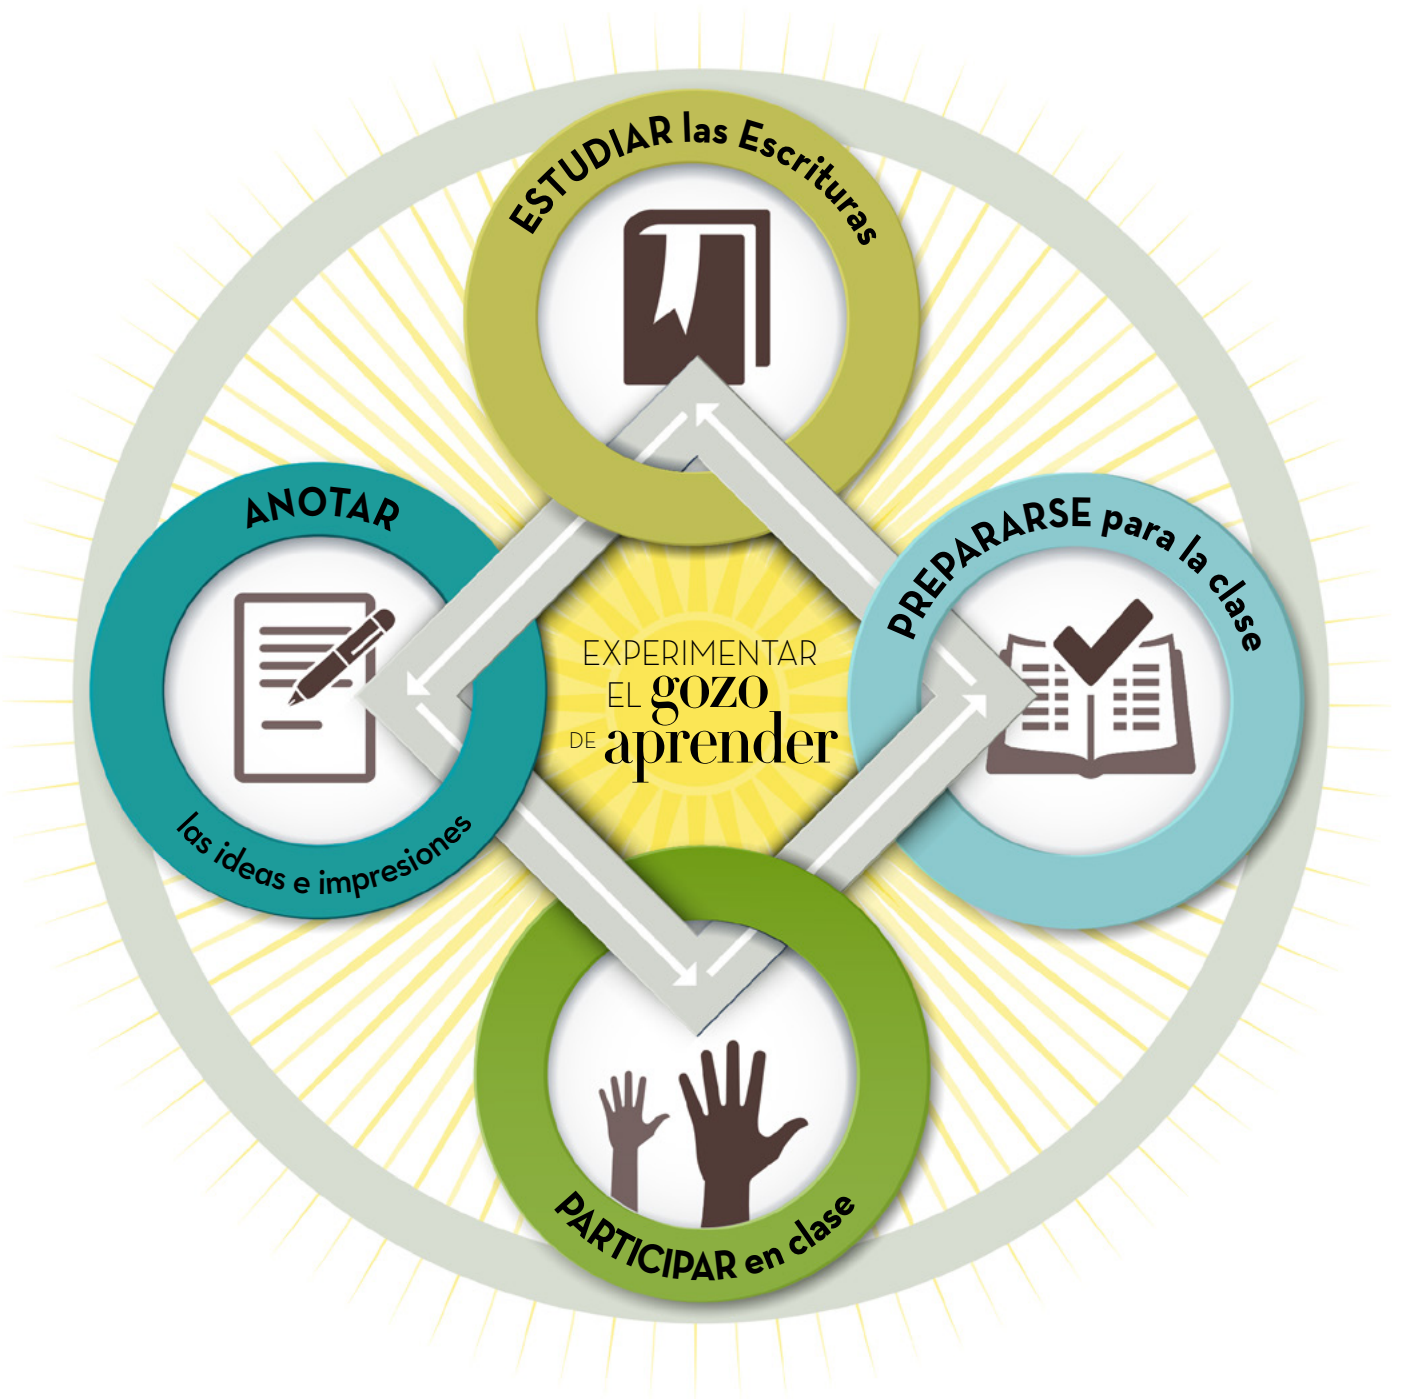 ESTUDIAR las Escrituras
ANOTAR
las ideas e impresiones
PREPARARSE para la clase
EXPERIMENTAR
EL gozo
DE aprender
PARTICIPAR en clase